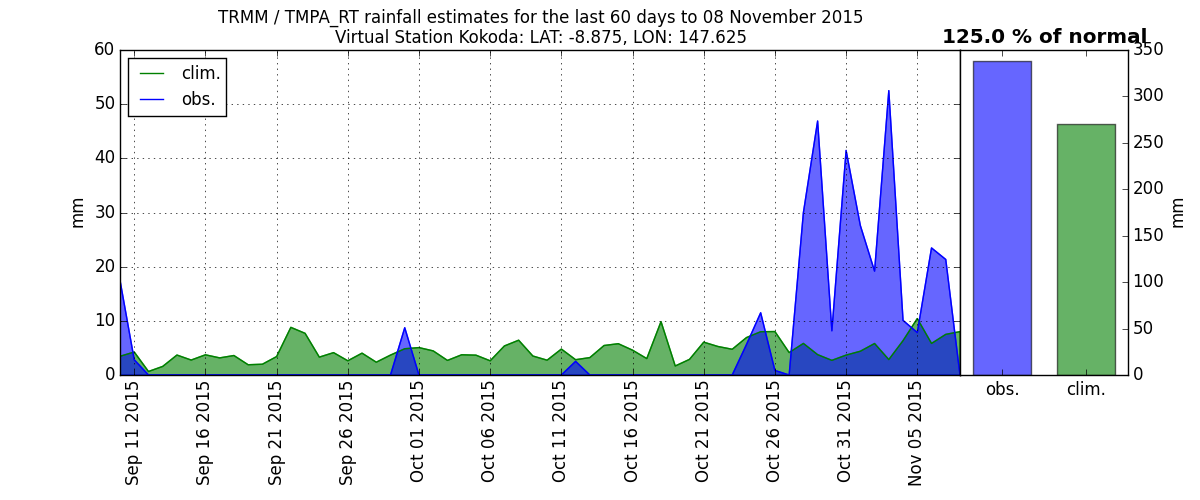 TRMM / TMPA_RT rainfall estimates for the last 60 days to 08 November 2015
Virtual Station Kokoda: LAT: -8.875, LON: 147.625
125.0 % of normal
60
50
40
30
20
10
0
mm
clim.
obs.
Sep 11 2015
Sep 16 2015
Sep 21 2015
Sep 26 2015
Oct 01 2015
Oct 06 2015
Oct 11 2015
Oct 16 2015
Oct 21 2015
Oct 26 2015
Oct 31 2015
Nov 05 2015
obs.
clim.
350
300
250
200
150
100
50
0
mm